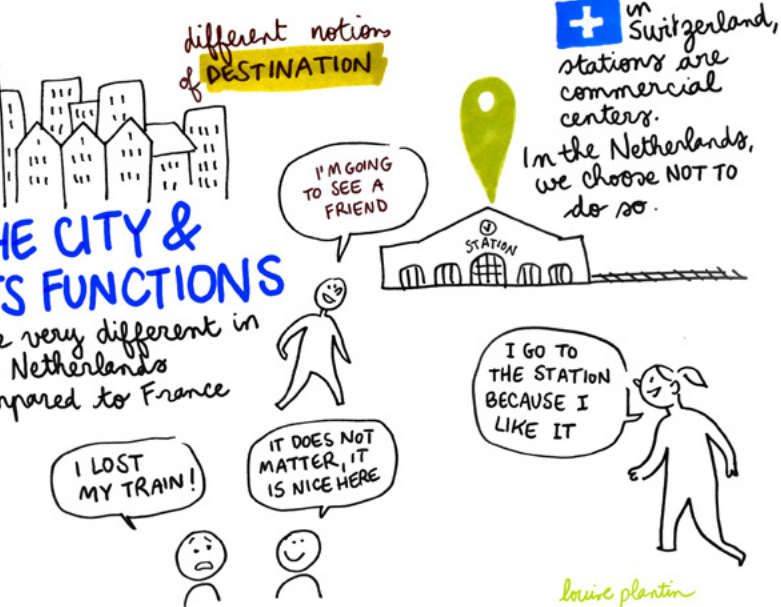 different notions
of DESTINATION
in
Switzerland,
stations are
commercial
centers.
In the Netherlands,
we choose NOT TO
do so.
I'M GOING
TO SEE A
FRIEND
STATION
HE CITY &
S FUNCTIONS
e very different in
Netherlands
mpared to France
I GO TO
THE STATION
BECAUSE I
LIKE IT
I LOST
MY TRAIN!
IT DOES NOT
MATTER, IT
IS NICE HERE
louise plantin